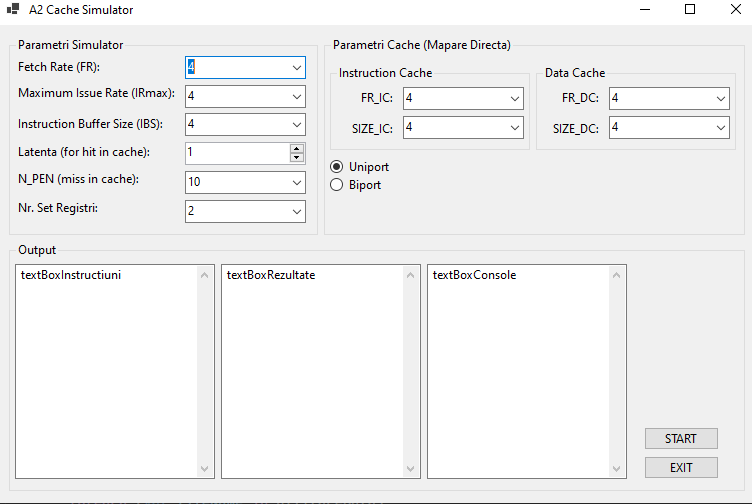 A2 Cache Simulator
Parametri Simulator
Fetch Rate (FR): 4
Maximum Issue Rate (IRmax): 4
Instruction Buffer Size (IBS): 4
Latenta (for hit in cache): 1
N_PEN (miss in cache): 10
Nr. Set Registri: 2
Parametri Cache (Mapare Directa)
Instruction Cache
FR_IC: 4
SIZE_IC: 4
Data Cache
FR_DC: 4
SIZE_DC: 4
Uniport
Biport
Output
textBoxInstructiuni
textBoxRezultate
textBoxConsole
START
EXIT